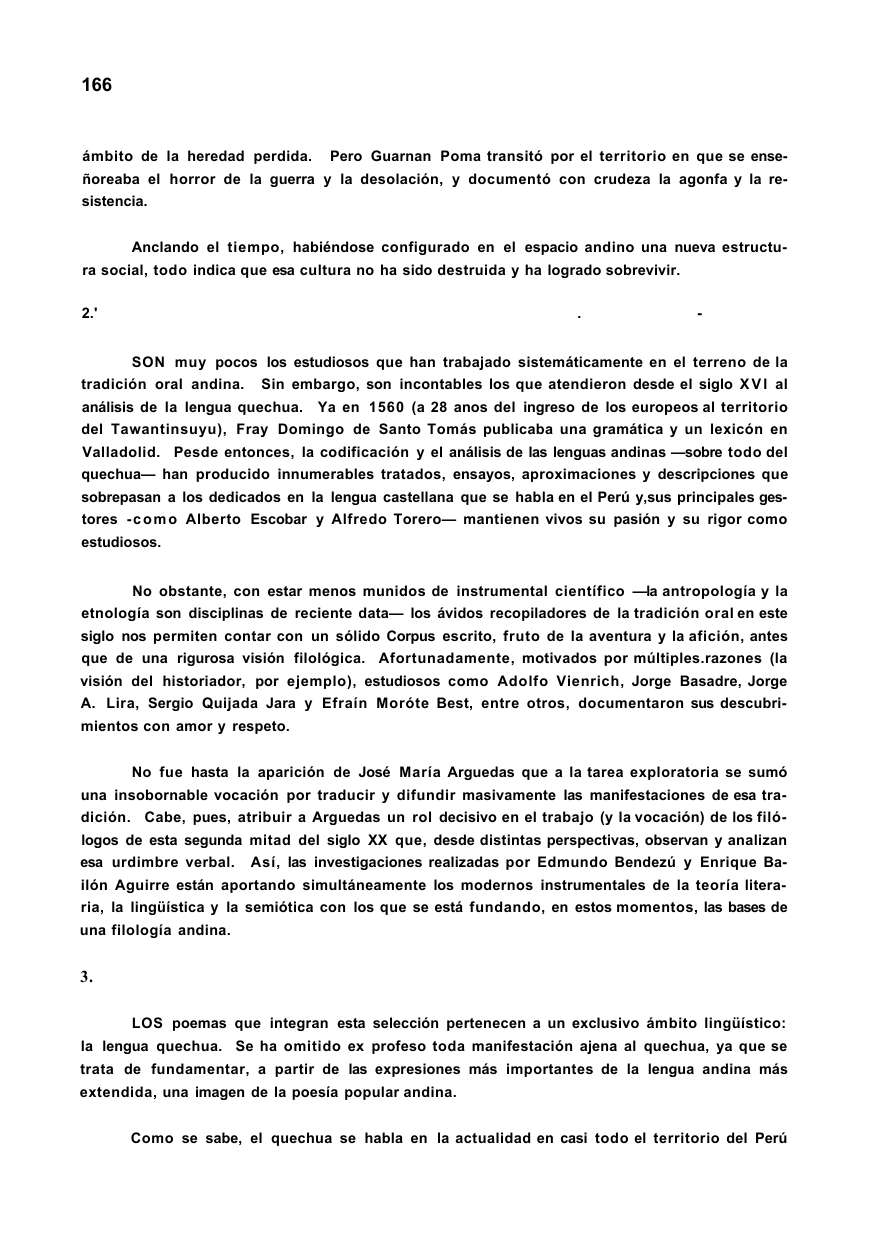 166
ámbito de la heredad perdida. Pero Guarnan Poma transitó por el territorio en que se ense-
ñoreaba el horror de la guerra y la desolación, y documentó con crudeza la agonfa y la re-
sistencia.
Anclando el tiempo, habiéndose configurado en el espacio andino una nueva estructu-
ra social, todo indica que esa cultura no ha sido destruida y ha logrado sobrevivir.
2.' . -
SON muy pocos los estudiosos que han trabajado sistemáticamente en el terreno de la
tradición oral andina. Sin embargo, son incontables los que atendieron desde el siglo XVI al
análisis de la lengua quechua. Ya en 1560 (a 28 anos del ingreso de los europeos al territorio
del Tawantinsuyu), Fray Domingo de Santo Tomás publicaba una gramática y un lexicón en
Valladolid. Pesde entonces, la codificación y el análisis de las lenguas andinas —sobre todo del
quechua— han producido innumerables tratados, ensayos, aproximaciones y descripciones que
sobrepasan a los dedicados en la lengua castellana que se habla en el Perú y,sus principales ges-
tores -como Alberto Escobar y Alfredo Torero— mantienen vivos su pasión y su rigor como
estudiosos.
No obstante, con estar menos munidos de instrumental científico —la antropología y la
etnología son disciplinas de reciente data— los ávidos recopiladores de la tradición oral en este
siglo nos permiten contar con un sólido Corpus escrito, fruto de la aventura y la afición, antes
que de una rigurosa visión filológica. Afortunadamente, motivados por múltiples.razones (la
visión del historiador, por ejemplo), estudiosos como Adolfo Vienrich, Jorge Basadre, Jorge
A. Lira, Sergio Quijada Jara y Efraín Moróte Best, entre otros, documentaron sus descubri-
mientos con amor y respeto.
No fue hasta la aparición de José María Arguedas que a la tarea exploratoria se sumó
una insobornable vocación por traducir y difundir masivamente las manifestaciones de esa tra-
dición. Cabe, pues, atribuir a Arguedas un rol decisivo en el trabajo (y la vocación) de los filó-
logos de esta segunda mitad del siglo XX que, desde distintas perspectivas, observan y analizan
esa urdimbre verbal. Así, las investigaciones realizadas por Edmundo Bendezú y Enrique Ba-
ilón Aguirre están aportando simultáneamente los modernos instrumentales de la teoría litera-
ria, la lingüística y la semiótica con los que se está fundando, en estos momentos, las bases de
una filología andina.
3.
LOS poemas que integran esta selección pertenecen a un exclusivo ámbito lingüístico:
la lengua quechua. Se ha omitido ex profeso toda manifestación ajena al quechua, ya que se
trata de fundamentar, a partir de las expresiones más importantes de la lengua andina más
extendida, una imagen de la poesía popular andina.
Como se sabe, el quechua se habla en la actualidad en casi todo el territorio del Perú